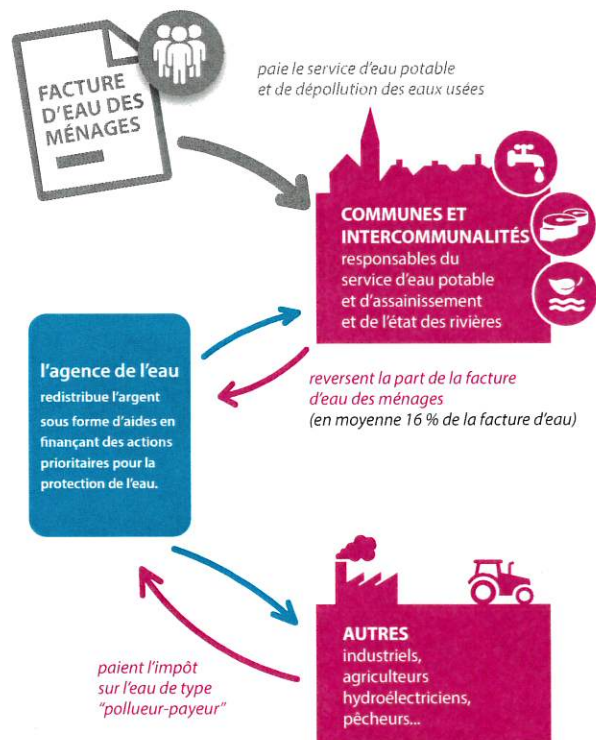 FACTURE
D'EAU DES
MÉNAGES
paie le service d'eau potable
et de dépollution des eaux usées
COMMUNES ET
INTERCOMMUNALITÉS
responsables du
service d'eau potable
et d'assainissement
et de l'état des rivières
l'agence de l'eau
redistribue l'argent
sous forme d'aides en
finançant des actions
prioritaires pour la
protection de l'eau.
reversent la part de la facture
d'eau des ménages
(en moyenne 16 % de la facture d'eau)
paient l'impôt
sur l'eau de type
"pollueur-payeur"
AUTRES
industriels,
agriculteurs
hydroélectriciens,
pêcheurs...